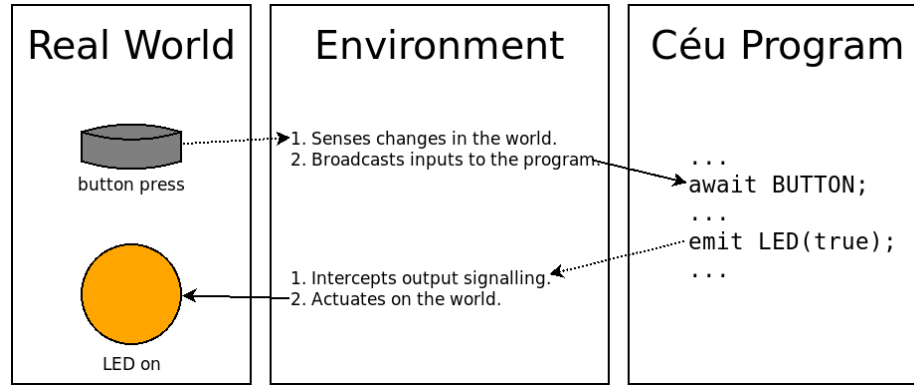 Real World
Environment
Céu Program
button press
1. Senses changes in the world.
2. Broadcasts inputs to the program
...
await BUTTON;
...
emit LED(true);
...
1. Intercepts output signalling.
2. Actuates on the world.
LED on